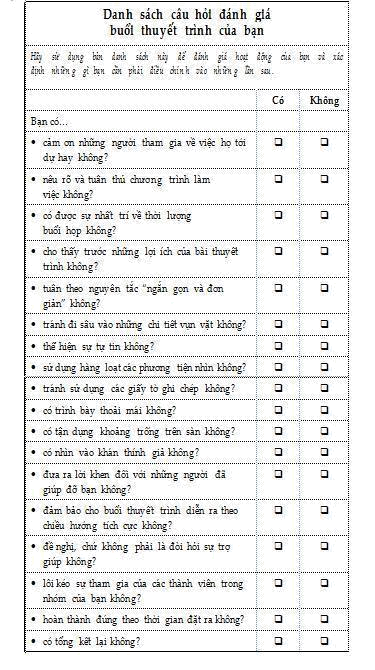 Danh sách câu hỏi đánh giá
buổi thuyết trình của bạn
Hãy sử dụng bản danh sách này để đánh giá hoạt động của bạn và xác
định những gì bạn cần phải điều chỉnh vào những lần sau.
Có Không
Bạn có...
• cảm ơn những người tham gia về việc họ tới
dự hay không?
• nêu rõ và tuân thủ chương trình làm
việc không?
• có được sự nhất trí về thời lượng
buổi họp không?
• cho thấy trước những lợi ích của bài thuyết
trình không?
• tuân theo nguyên tắc "ngắn gọn và đơn
giản" không?
• tránh đi sâu vào những chi tiết vụn vặt không?
• thể hiện sự tự tin không?
• sử dụng hàng loạt các phương tiện nhìn không?
• tránh sử dụng các giấy tờ ghi chép không?
• có trình bày thoải mái không?
• có tận dụng khoảng trống trên sàn không?
• có nhìn vào khán thính giả không?
• đưa ra lời khen đối với những người đã
giúp đỡ bạn không?
• đảm bảo cho buổi thuyết trình diễn ra theo
chiều hướng tích cực không?
• đề nghị, chứ không phải là đòi hỏi sự trợ
giúp không?
• lôi kéo sự tham gia của các thành viên trong
nhóm của bạn không?
• hoàn thành đúng theo thời gian đặt ra không?
• có tổng kết lại không?